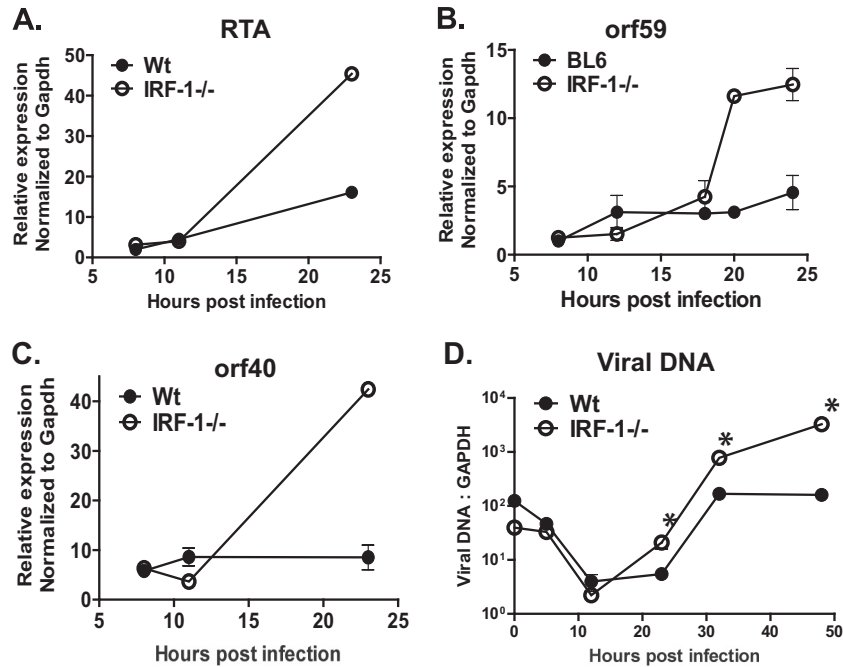 A.
RTA
Relative expression
Normalized to Gapdh
Wt
IRF-1-/-
50
40
30
20
10
0
5
10
15
20
25
Hours post infection
B.
orf59
Relative expression
Normalized to Gapdh
BL6
IRF-1-/-
15
10
5
0
5
10
15
20
25
Hours post infection
C.
orf40
Relative expression
Normalized to Gapdh
Wt
IRF-1-/-
40
30
20
10
0
5
10
15
20
25
Hours post infection
D.
Viral DNA
Viral DNA : GAPDH
Wt
IRF-1-/-
10⁴
10³
10²
10¹
10⁰
*
*
*
0
10
20
30
40
50
Hours post infection